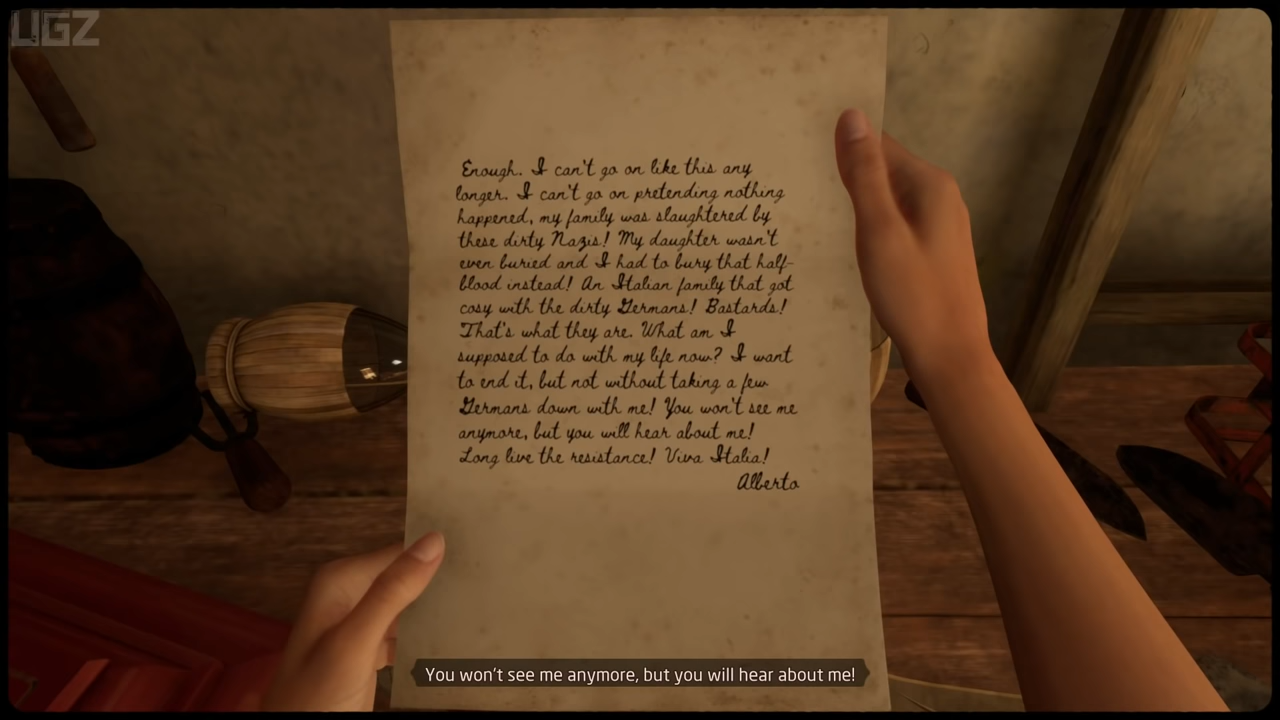 UGZ
Enough. I can't go on like this any
longer. I can't go on pretending nothing
happened, my family was slaughtered by
these dirty Nazis! My daughter wasn't
even buried and I had to bury that half-
blood instead! An Italian family that got
cosy with the dirty Germans! Bastards!
That's what they are. What am I
supposed to do with my life now? I want
to end it, but not without taking a few
Germans down with me! You won't see me
anymore, but you will hear about me!
Long live the resistance! Viva Italia!
Alberto
You won't see me anymore, but you will hear about me!